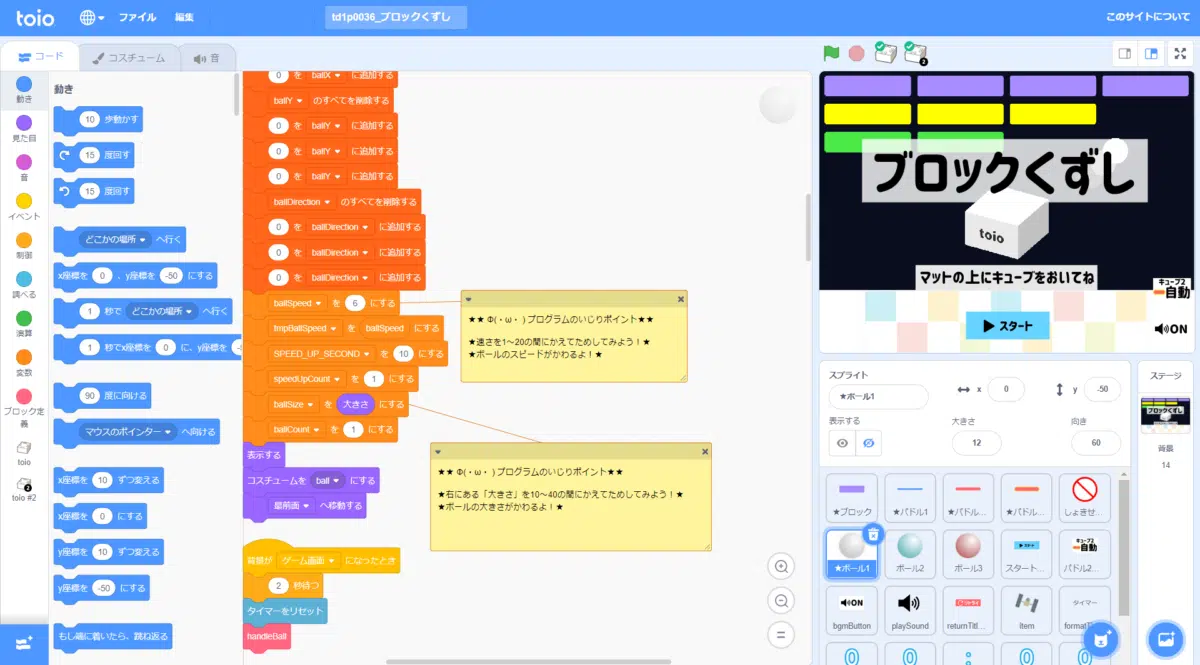 toio
ファイル
編集
td1p0036_ブロックくずし
このサイトについて
コード
コスチューム
音
動き
見た目
音
イベント
制御
調べる
演算
変数
ブロック定
義
toio
toio #2
動き
10 歩動かす
15 度回す
15 度回す
どこかの場所 へ行く
x座標を 0 、y座標を -50 にする
1 秒で どこかの場所 へ行く
1 秒でx座標を 0 に、y座標を
90 度に向ける
マウスのポインター へ向ける
x座標を 10 ずつ変える
x座標を 0 にする
y座標を 10 ずつ変える
y座標を -50 にする
もし端に着いたら、跳ね返る
0 を ballX に追加する
ballY のすべてを削除する
0 を ballY に追加する
0 を ballY に追加する
0 を ballY に追加する
ballDirection のすべてを削除する
0 を ballDirection に追加する
0 を ballDirection に追加する
0 を ballDirection に追加する
ballSpeed を 6 にする
tmpBallSpeed を ballSpeed にする
SPEED_UP_SECOND を 10 にする
speedUpCount を 1 にする
ballSize を 大きさ にする
ballCount を 1 にする
表示する
コスチュームを ball にする
最前面 へ移動する
背景が ゲーム画面 になったとき
2 秒待つ
タイマーをリセット
handleBall
★★ Φ(・ω・ )プログラムのいじりポイント★★
★速さを1〜20の間にかえてためしてみよう！★
★ボールのスピードがかわるよ！★
★★ Φ(・ω・ )プログラムのいじりポイント★★
★右にある「大きさ」を10〜40の間にかえてためしてみよう！★
★ボールの大きさがかわるよ！★
2
ブロックくずし
toio
マットの上にキューブをおいてね
キューブ2
自動
スタート
ON
スプライト
★ボール1
x 0
y -50
表示する
大きさ
12
向き
60
★ブロック
★パドル1
★パドル...
★パドル...
しょきせ...
★ボール1
ボール2
ボール3
スタート
スタート...
キューブ2
自動
パドル2...
ON
bgmButton
playSound
returnTitl...
item
タイマー
formatTi
ステージ
ブロックくずし
背景
14